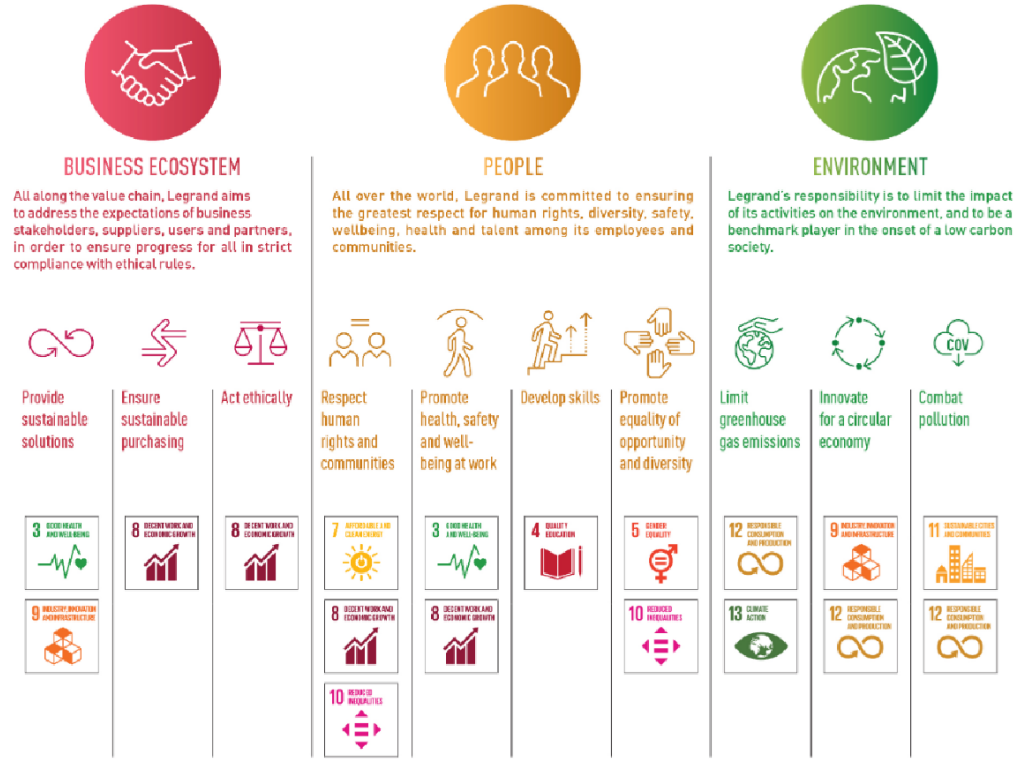 BUSINESS ECOSYSTEM
All along the value chain, Legrand aims
to address the expectations of business
stakeholders, suppliers, users and partners,
in order to ensure progress for all in strict
compliance with ethical rules.
PEOPLE
All over the world, Legrand is committed to ensuring
the greatest respect for human rights, diversity, safety,
wellbeing, health and talent among its employees and
communities.
ENVIRONMENT
Legrand's responsibility is to limit the impact
of its activities on the environment, and to be a
benchmark player in the onset of a low carbon
society.
COV
Provide
sustainable
solutions
Ensure
sustainable
purchasing
Act ethically
Respect
human
rights and
communities
Promote
health, safety
and well-
being at work
Develop skills
Promote
equality of
opportunity
and diversity
Limit
greenhouse
gas emissions
Innovate
for a circular
economy
Combat
pollution
3 GOOD HEALTH
AND WELL-BEING
9 INDUSTRY, INNOVATION
AND INFRASTRUCTURE
8 DECENT WORK AND
ECONOMIC GROWTH
8 DECENT WORK AND
ECONOMIC GROWTH
7 AFFORDABLE AND
CLEAN ENERGY
8 DECENT WORK AND
ECONOMIC GROWTH
10 REDUCED
INEQUALITIES
3 GOOD HEALTH
AND WELL-BEING
8 DECENT WORK AND
ECONOMIC GROWTH
4 QUALITY
EDUCATION
5 GENDER
EQUALITY
10 REDUCED
INEQUALITIES
12 RESPONSIBLE
CONSUMPTION
AND PRODUCTION
13 CLIMATE
ACTION
9 INDUSTRY, INNOVATION
AND INFRASTRUCTURE
12 RESPONSIBLE
CONSUMPTION
AND PRODUCTION
11 SUSTAINABLE CITIES
AND COMMUNITIES
12 RESPONSIBLE
CONSUMPTION
AND PRODUCTION